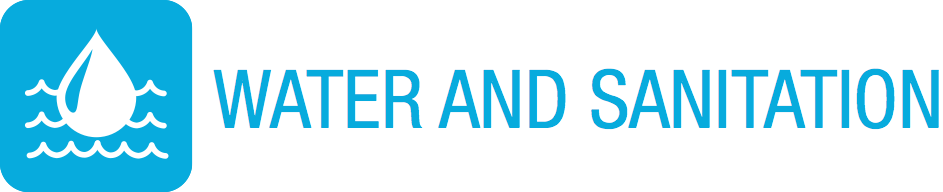 WATER AND SANITATION